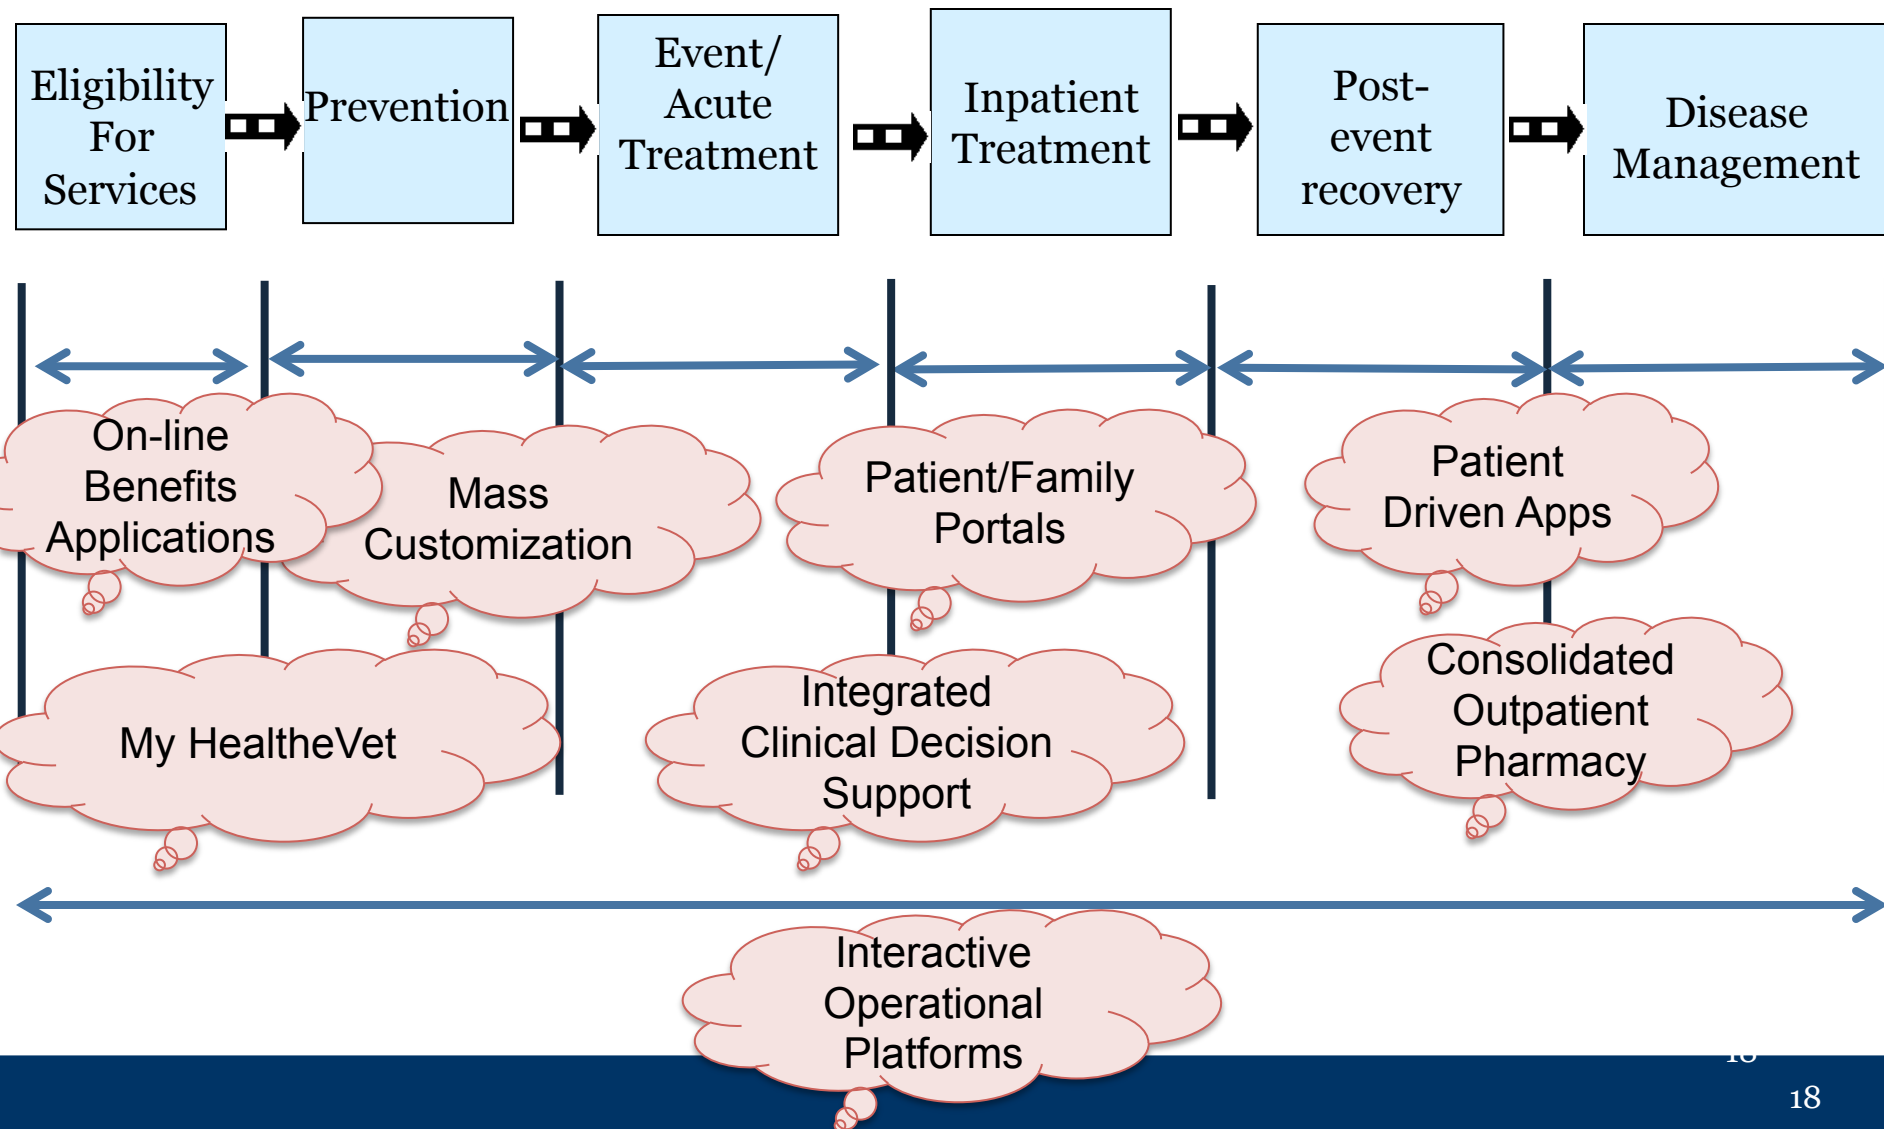 Eligibility
For
Services
Prevention
Event/
Acute
Treatment
Inpatient
Treatment
Post-
event
recovery
Disease
Management
On-line
Benefits
Applications
Mass
Customization
Patient/Family
Portals
Patient
Driven Apps
My HealtheVet
Integrated
Clinical Decision
Support
Consolidated
Outpatient
Pharmacy
Interactive
Operational
Platforms
18
18